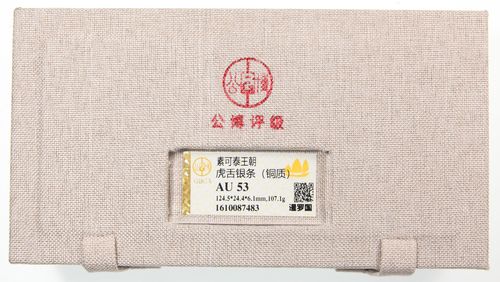 公博评级
素可泰王朝
虎舌银条（铜质）
GBCA
AU 53
124.5*24.4*6.1mm,107.1g
1610087483
暹罗国